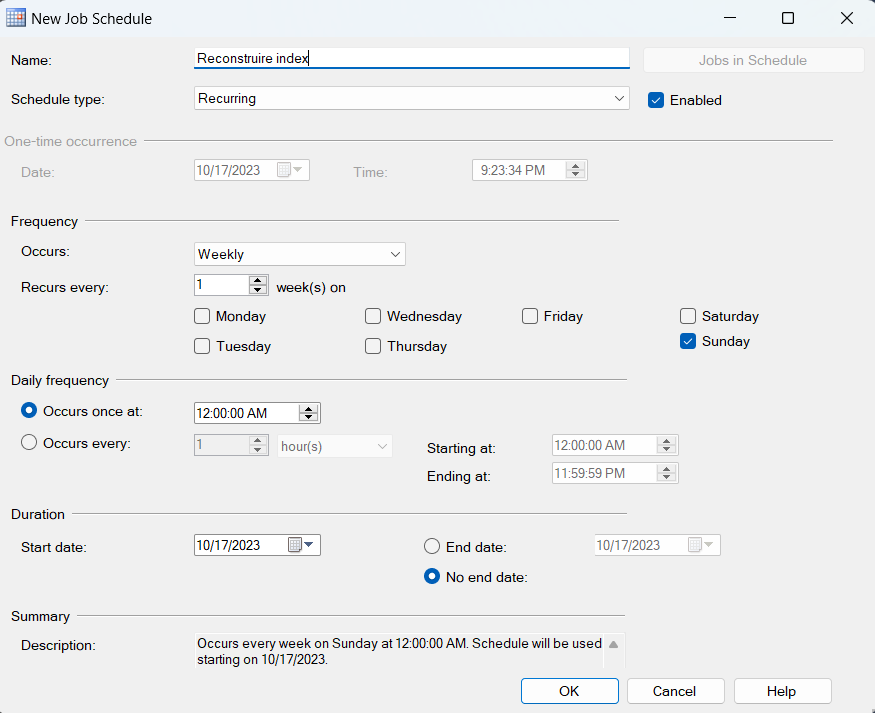 New Job Schedule
Name: Reconstruire index Jobs in Schedule
Schedule type: Recurring Enabled
One-time occurrence
Date: 10/17/2023 Time: 9:23:34 PM
Frequency
Occurs: Weekly
Recurs every: 1 week(s) on
Monday Wednesday Friday Saturday
Tuesday Thursday Sunday
Daily frequency
Occurs once at: 12:00:00 AM
Occurs every: 1 hour(s) Starting at: 12:00:00 AM
Ending at: 11:59:59 PM
Duration
Start date: 10/17/2023 End date: 10/17/2023
No end date:
Summary
Description: Occurs every week on Sunday at 12:00:00 AM. Schedule will be used
starting on 10/17/2023.
OK Cancel Help